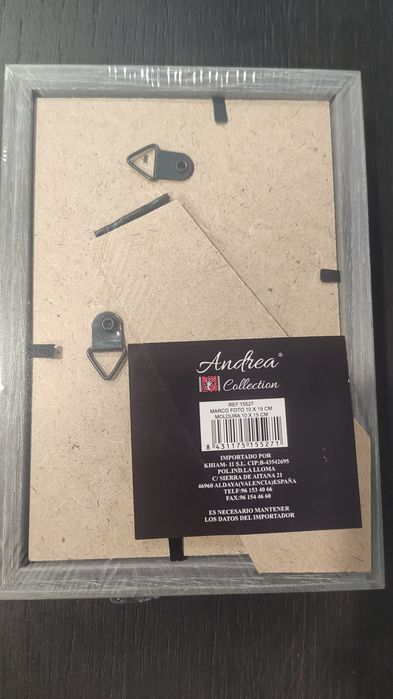 Andrea®
Collection
REF:15527
MARCO FOTO 10 X 15 CM
MOLDURA 10 X 15 CM
8 431175 155271
IMPORTADO POR
KHIAM- 11 S.L. CIP:B-43542695
POL.IND.LA LLOMA
C/ SIERRA DE AITANA 21
46960 ALDAYA(VALENCIA)ESPAÑA
TELF:96 153 40 66
FAX:96 154 46 60
ES NECESARIO MANTENER
LOS DATOS DEL IMPORTADOR